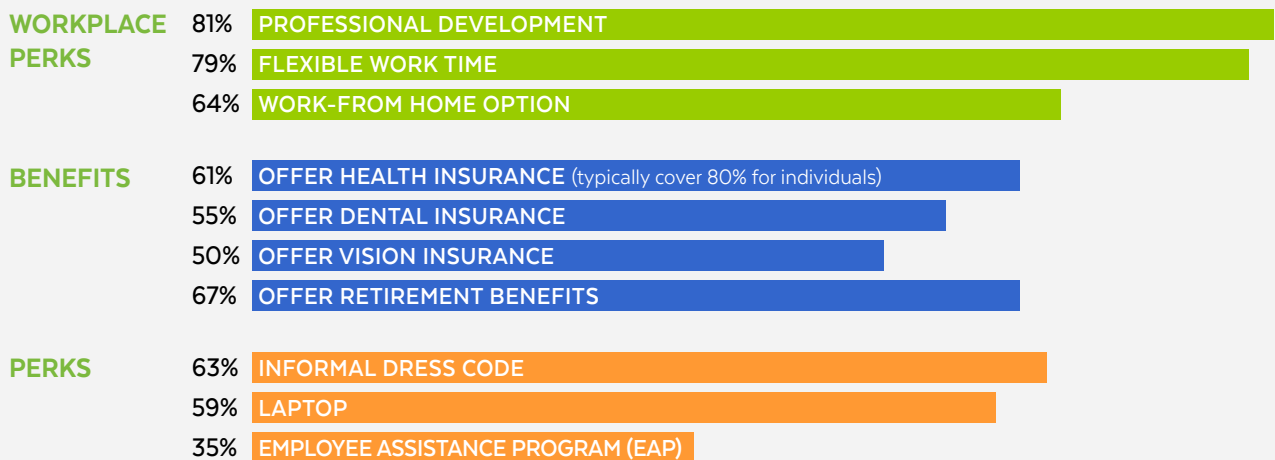 WORKPLACE PERKS
81% PROFESSIONAL DEVELOPMENT
79% FLEXIBLE WORK TIME
64% WORK-FROM HOME OPTION
BENEFITS
61% OFFER HEALTH INSURANCE (typically cover 80% for individuals)
55% OFFER DENTAL INSURANCE
50% OFFER VISION INSURANCE
67% OFFER RETIREMENT BENEFITS
PERKS
63% INFORMAL DRESS CODE
59% LAPTOP
35% EMPLOYEE ASSISTANCE PROGRAM (EAP)